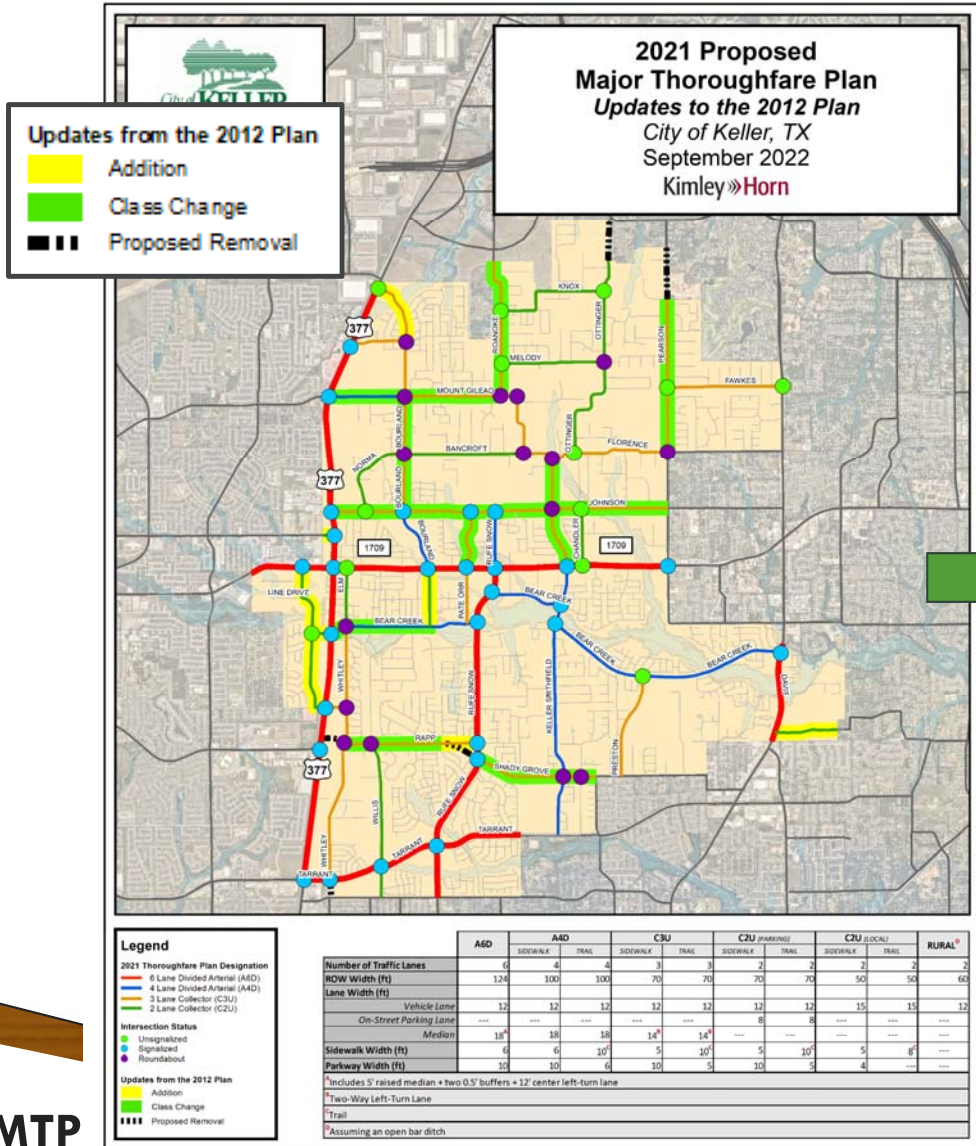 City of KELLER
2021 Proposed
Major Thoroughfare Plan
Updates to the 2012 Plan
City of Keller, TX
September 2022
Kimley»Horn
Updates from the 2012 Plan
Addition
Class Change
Proposed Removal
377
KNOX
ROANOKE
OTTINGER
PEARSON
MELODY
FAWKES
MOUNT GILEAD
BOURLAND
OTTINGER
FLORENCE
BANCROFT
NORMA
377
BOURLAND
JOHNSON
BOURLAND
RUFE SNOW
CHANDLER
1709
1709
ELM
PATE ORR
LINE DRIVE
BEAR CREEK
BEAR CREEK
BEAR CREEK
BEAR CREEK
WHITLEY
RUFE SNOW
KELLER SMITHFIELD
DAVIS
RAPP
PRESTON
377
SHADY GROVE
WILLIS
RUFE SNOW
TARRANT
WHITLEY
TARRANT
TARRANT
Legend
2021 Thoroughfare Plan Designation
6 Lane Divided Arterial (A6D)
4 Lane Divided Arterial (A4D)
3 Lane Collector (C3U)
2 Lane Collector (C2U)
Intersection Status
Unsignalized
Signalized
Roundabout
Updates from the 2012 Plan
Addition
Class Change
Proposed Removal
A6D A4D C3U C2U (PARKING) C2U (LOCAL) RURAL D
SIDEWALK TRAIL SIDEWALK TRAIL SIDEWALK TRAIL SIDEWALK TRAIL
Number of Traffic Lanes 6 4 4 3 3 2 2 2 2 2
ROW Width (ft) 124 100 100 70 70 70 70 50 50 60
Lane Width (ft)
Vehicle Lane 12 12 12 12 12 12 12 15 15 12
On-Street Parking Lane --- --- --- --- --- 8 8 --- --- ---
Median 18 A 18 18 14 B 14 B --- --- --- --- ---
Sidewalk Width (ft) 6 6 10 C 5 10 C 5 10 C 5 8 C ---
Parkway Width (ft) 10 10 6 10 5 10 5 4 --- ---
A Includes 5' raised median + two 0.5' buffers + 12' center left-turn lane
B Two-Way Left-Turn Lane
C Trail
D Assuming an open bar ditch
MTP